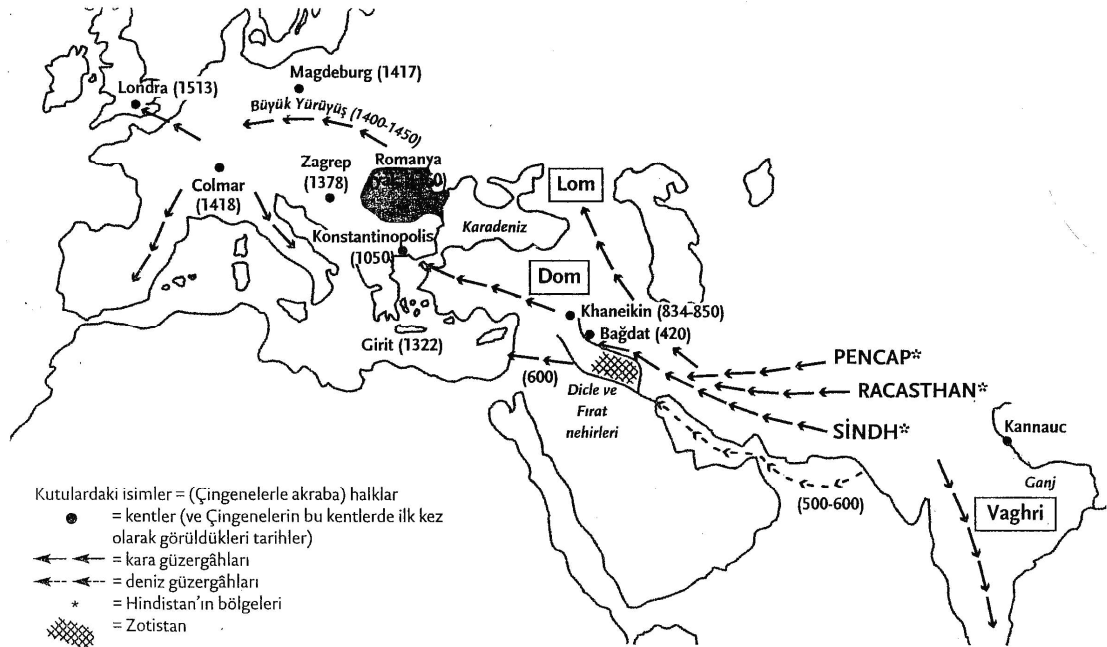 Magdeburg (1417)
Londra (1513)
Büyük Yürüyüş (1400-1450)
Zagrep
(1378)
Romanya
Colmar
(1418)
Lom
Karadeniz
Konstantinopolis
(1050)
Dom
Khaneikin (834-850)
Bağdat (420)
Girit (1322)
(600)
Dicle ve
Fırat
nehirleri
PENCAP*
RACASTHAN*
SİNDH*
Kannauc
Ganj
(500-600)
Vaghri
Kutulardaki isimler = (Çingenelerle akraba) halklar
= kentler (ve Çingenelerin bu kentlerde ilk kez
olarak görüldükleri tarihler)
= kara güzergâhları
= deniz güzergâhları
* = Hindistan'ın bölgeleri
= Zotistan